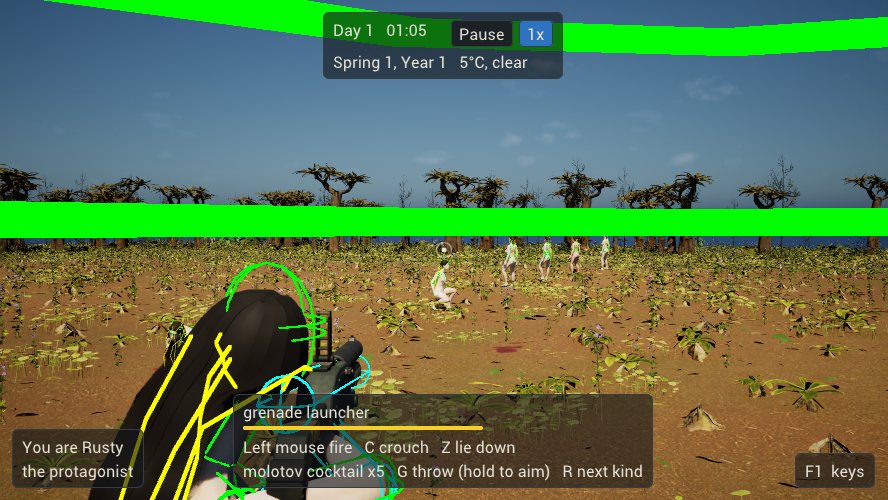 Day 1 01:05 Pause 1x
Spring 1, Year 1 5°C, clear
grenade launcher
Left mouse fire C crouch Z lie down
molotov cocktail x5 G throw (hold to aim) R next kind
You are Rusty
the protagonist
F1 keys